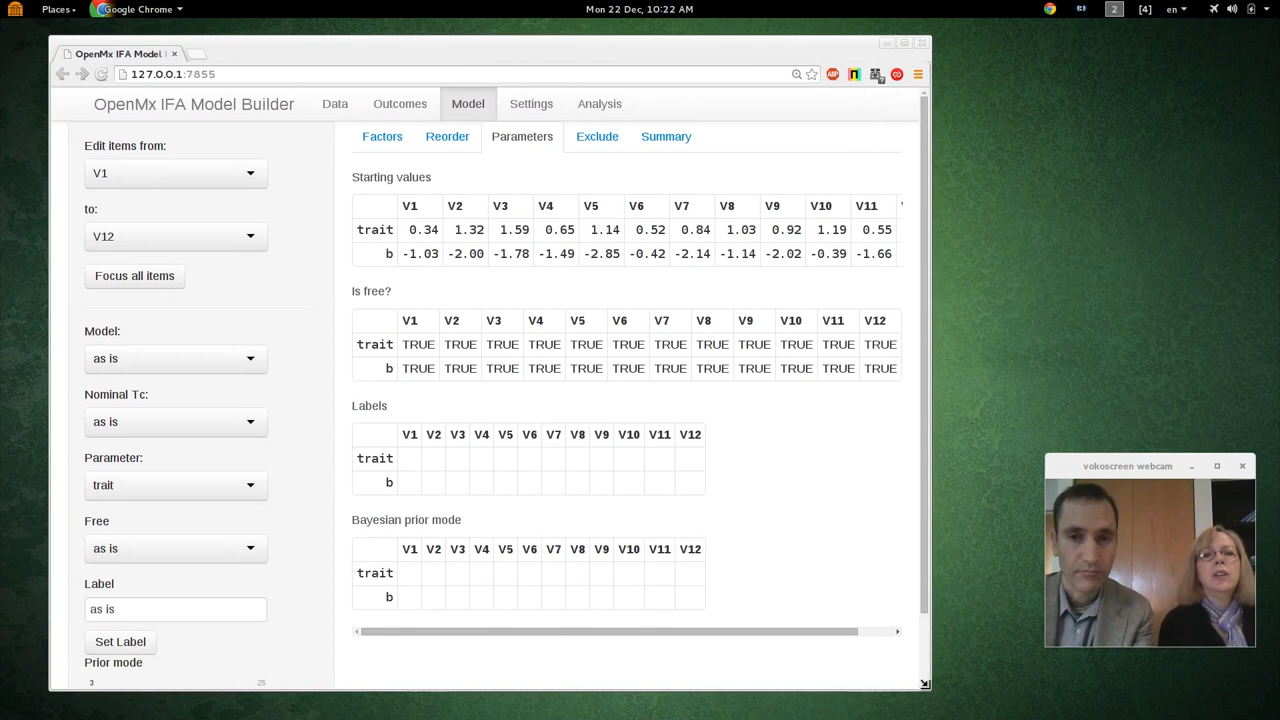 Places Google Chrome Mon 22 Dec, 10:22 AM 2 [4] en
OpenMx IFA Model
127.0.0.1:7855 ABP
OpenMx IFA Model Builder Data Outcomes Model Settings Analysis
Factors Reorder Parameters Exclude Summary
Edit items from:
V1
to:
V12
Focus all items
Model:
as is
Nominal Tc:
as is
Parameter:
trait
Free
as is
Label
as is
Set Label
Prior mode
3 25
Starting values
V1 V2 V3 V4 V5 V6 V7 V8 V9 V10 V11
trait 0.34 1.32 1.59 0.65 1.14 0.52 0.84 1.03 0.92 1.19 0.55
b -1.03 -2.00 -1.78 -1.49 -2.85 -0.42 -2.14 -1.14 -2.02 -0.39 -1.66
Is free?
V1 V2 V3 V4 V5 V6 V7 V8 V9 V10 V11 V12
trait TRUE TRUE TRUE TRUE TRUE TRUE TRUE TRUE TRUE TRUE TRUE TRUE
b TRUE TRUE TRUE TRUE TRUE TRUE TRUE TRUE TRUE TRUE TRUE TRUE
Labels
V1 V2 V3 V4 V5 V6 V7 V8 V9 V10 V11 V12
trait
b
Bayesian prior mode
V1 V2 V3 V4 V5 V6 V7 V8 V9 V10 V11 V12
trait
b
vokoscreen webcam